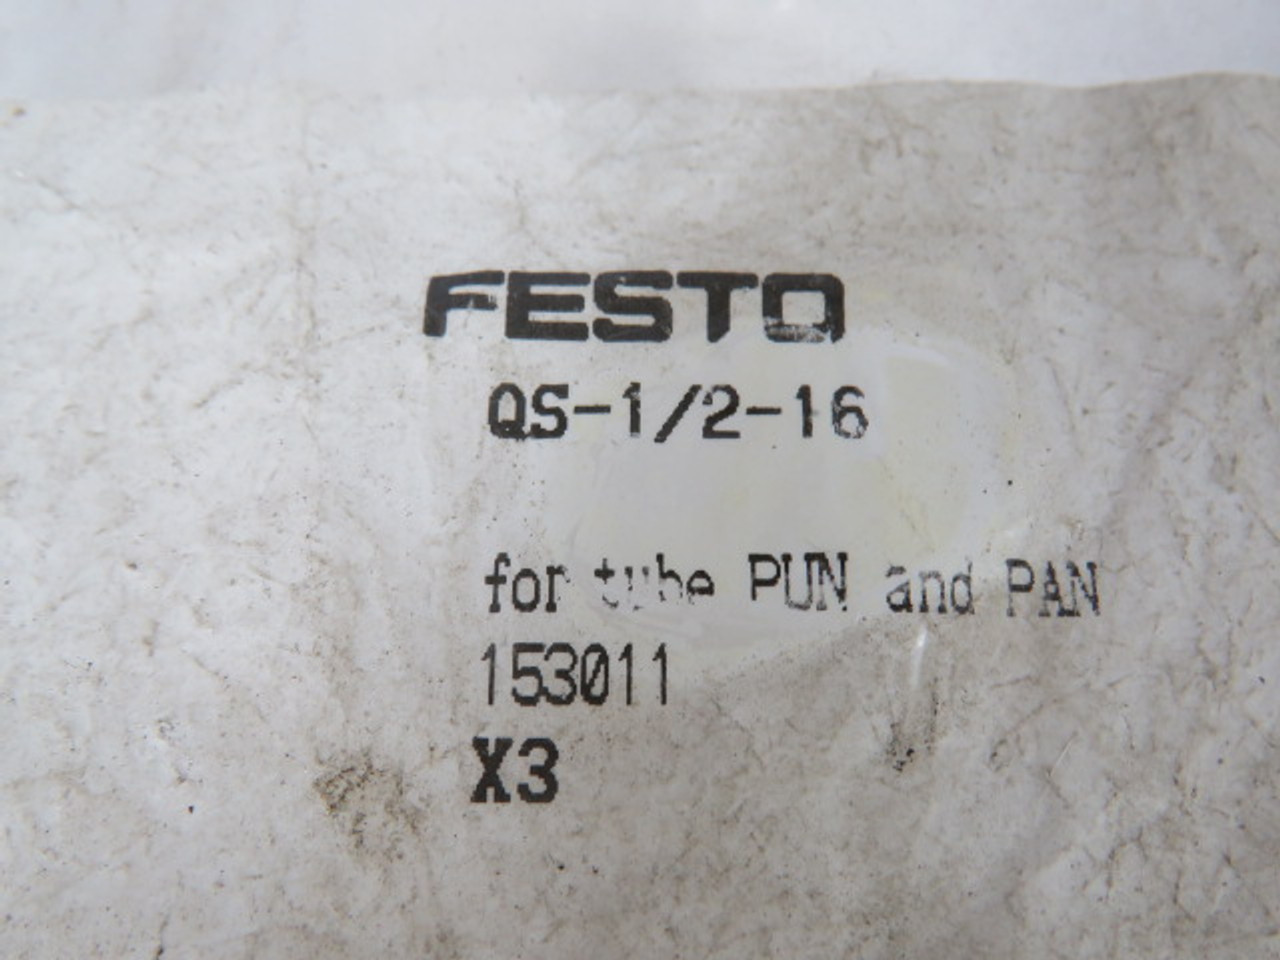 FESTO
QS-1/2-16
for tube PUN and PAN
153011
X3